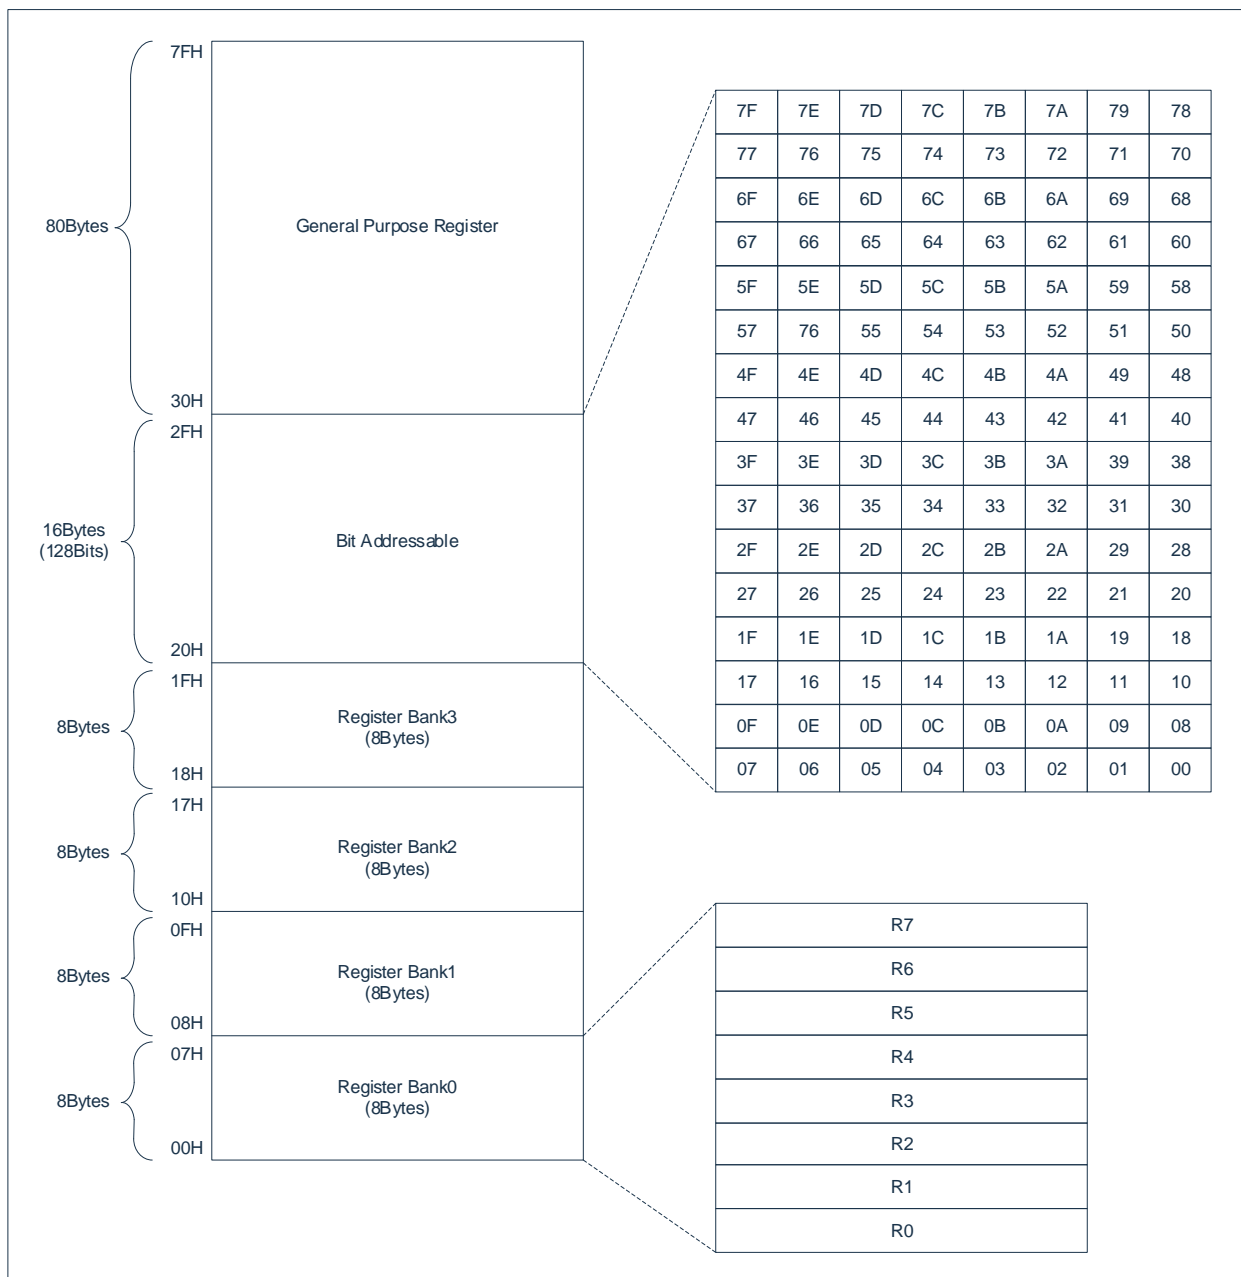 7FH
80Bytes
General Purpose Register
30H
2FH
16Bytes
(128Bits)
Bit Addressable
20H
1FH
8Bytes
Register Bank3
(8Bytes)
18H
17H
8Bytes
Register Bank2
(8Bytes)
10H
0FH
8Bytes
Register Bank1
(8Bytes)
08H
07H
8Bytes
Register Bank0
(8Bytes)
00H
7F 7E 7D 7C 7B 7A 79 78
77 76 75 74 73 72 71 70
6F 6E 6D 6C 6B 6A 69 68
67 66 65 64 63 62 61 60
5F 5E 5D 5C 5B 5A 59 58
57 76 55 54 53 52 51 50
4F 4E 4D 4C 4B 4A 49 48
47 46 45 44 43 42 41 40
3F 3E 3D 3C 3B 3A 39 38
37 36 35 34 33 32 31 30
2F 2E 2D 2C 2B 2A 29 28
27 26 25 24 23 22 21 20
1F 1E 1D 1C 1B 1A 19 18
17 16 15 14 13 12 11 10
0F 0E 0D 0C 0B 0A 09 08
07 06 05 04 03 02 01 00
R7
R6
R5
R4
R3
R2
R1
R0